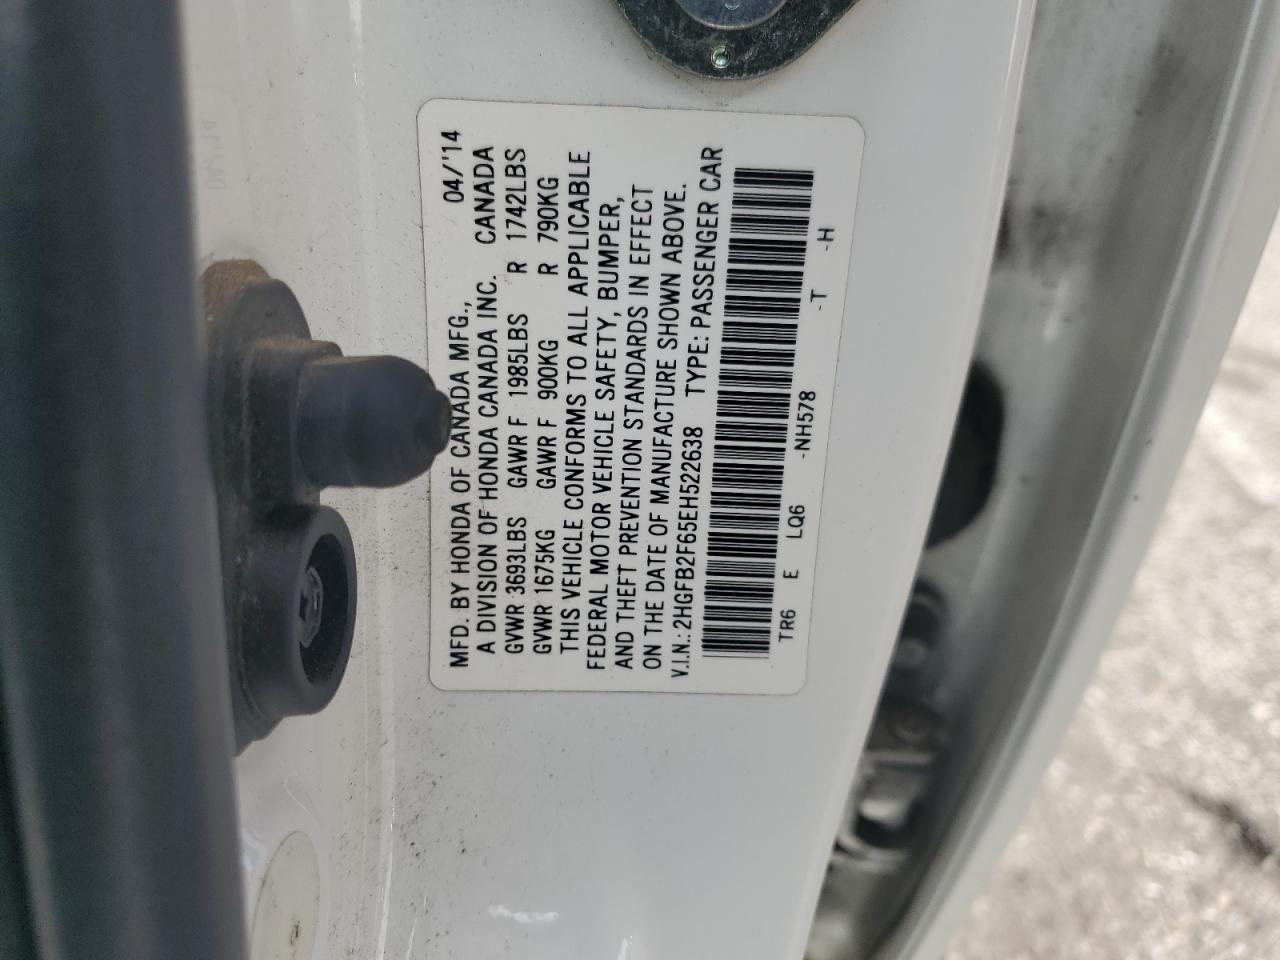 MFD. BY HONDA OF CANADA MFG., 04/'14
A DIVISION OF HONDA CANADA INC. CANADA
GVWR 3693LBS GAWR F 1985LBS R 1742LBS
GVWR 1675KG GAWR F 900KG R 790KG
THIS VEHICLE CONFORMS TO ALL APPLICABLE
FEDERAL MOTOR VEHICLE SAFETY, BUMPER,
AND THEFT PREVENTION STANDARDS IN EFFECT
ON THE DATE OF MANUFACTURE SHOWN ABOVE.
V.I.N.: 2HGFB2F65EH522638 TYPE: PASSENGER CAR
TR6 E LQ6 -NH578 -T -H